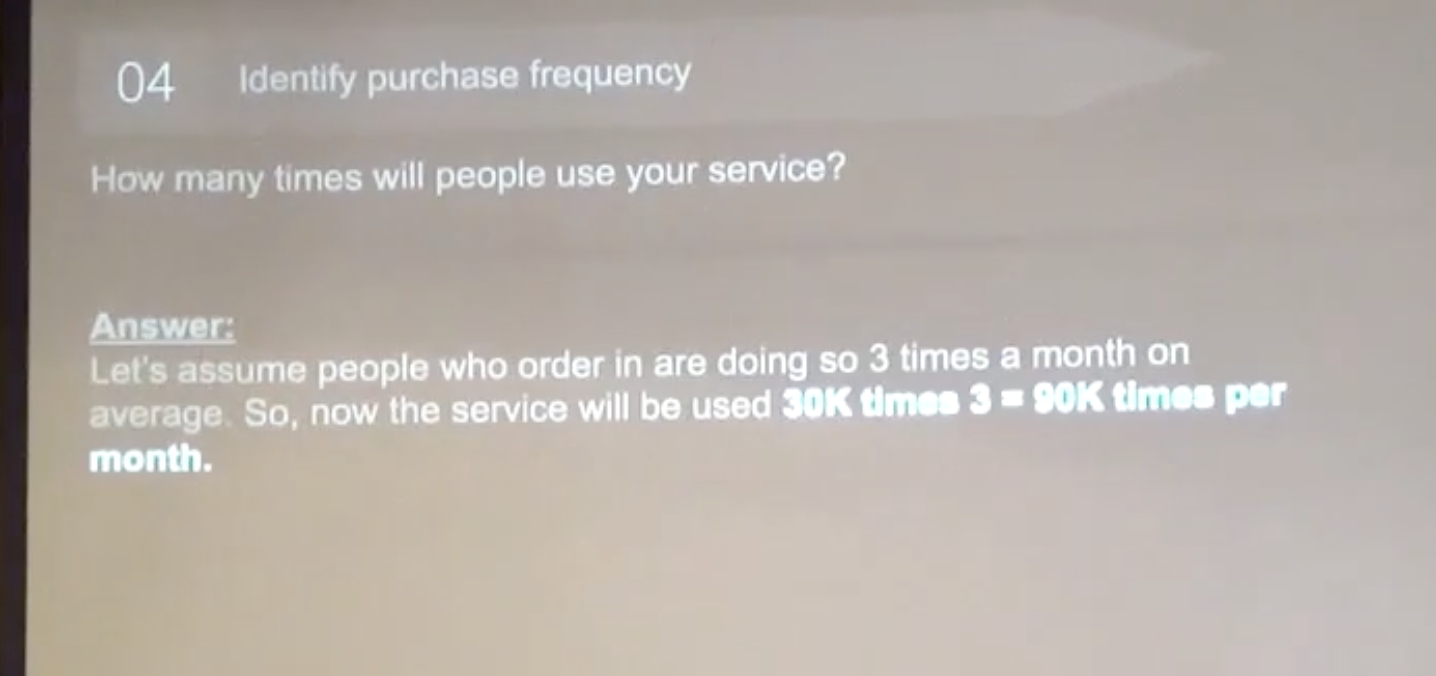 04 Identify purchase frequency
How many times will people use your service?
Answer:
Let's assume people who order in are doing so 3 times a month on
average. So, now the service will be used 30K times 3 = 90K times per
month.